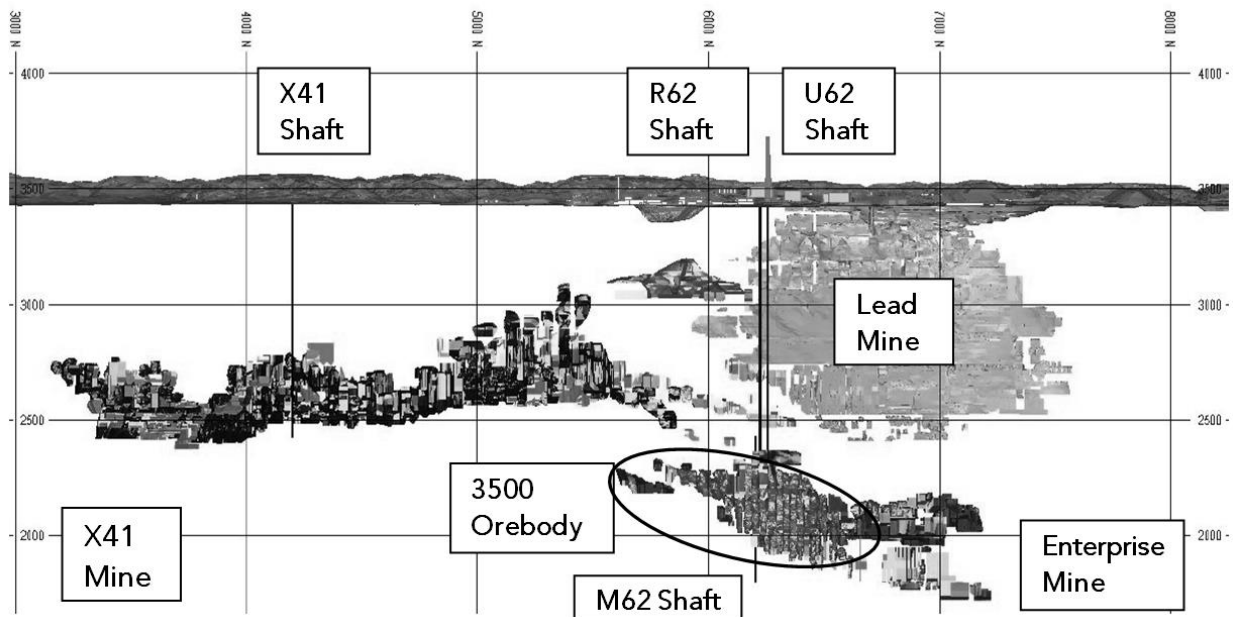 3000 N
4000 N
5000 N
6000 N
7000 N
8000 N
4000
4000
X41
Shaft
R62
Shaft
U62
Shaft
3500
3500
3000
3000
Lead
Mine
2500
2500
3500
Orebody
2000
2000
X41
Mine
Enterprise
Mine
M62 Shaft